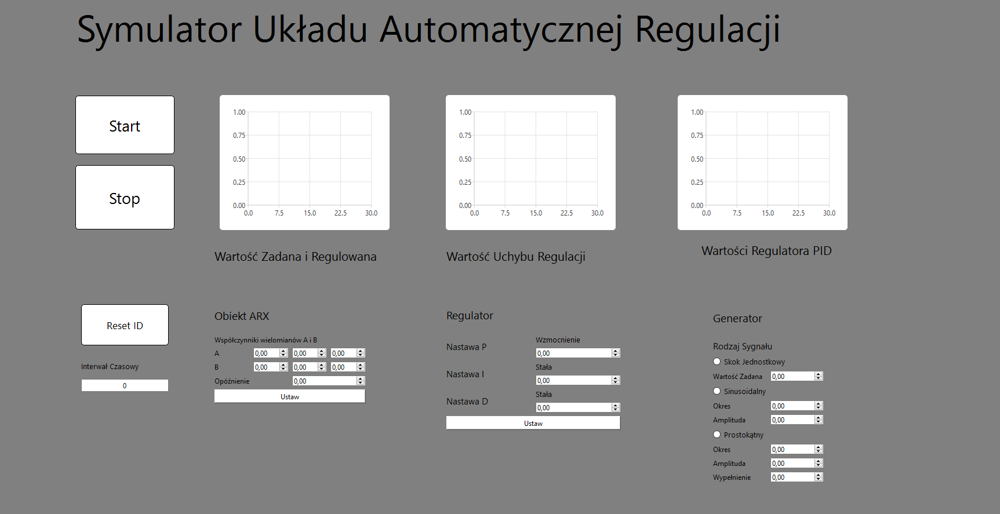 Symulator Układu Automatycznej Regulacji
Start
Stop
1.00
0.75
0.50
0.25
0.00
0.0 7.5 15.0 22.5 30.0
Wartość Zadana i Regulowana
1.00
0.75
0.50
0.25
0.00
0.0 7.5 15.0 22.5 30.0
Wartość Uchybu Regulacji
1.00
0.75
0.50
0.25
0.00
0.0 7.5 15.0 22.5 30.0
Wartości Regulatora PID
Reset ID
Interwał Czasowy
0
Obiekt ARX
Współczynniki wielomianów A i B
A 0,00 0,00 0,00
B 0,00 0,00 0,00
Opóźnienie 0,00
Ustaw
Regulator
Wzmocnienie
Nastawa P 0,00
Stała
Nastawa I 0,00
Stała
Nastawa D 0,00
Ustaw
Generator
Rodzaj Sygnału
Skok Jednostkowy
Wartość Zadana 0,00
Sinusoidalny
Okres 0,00
Amplituda 0,00
Prostokątny
Okres 0,00
Amplituda 0,00
Wypełnienie 0,00